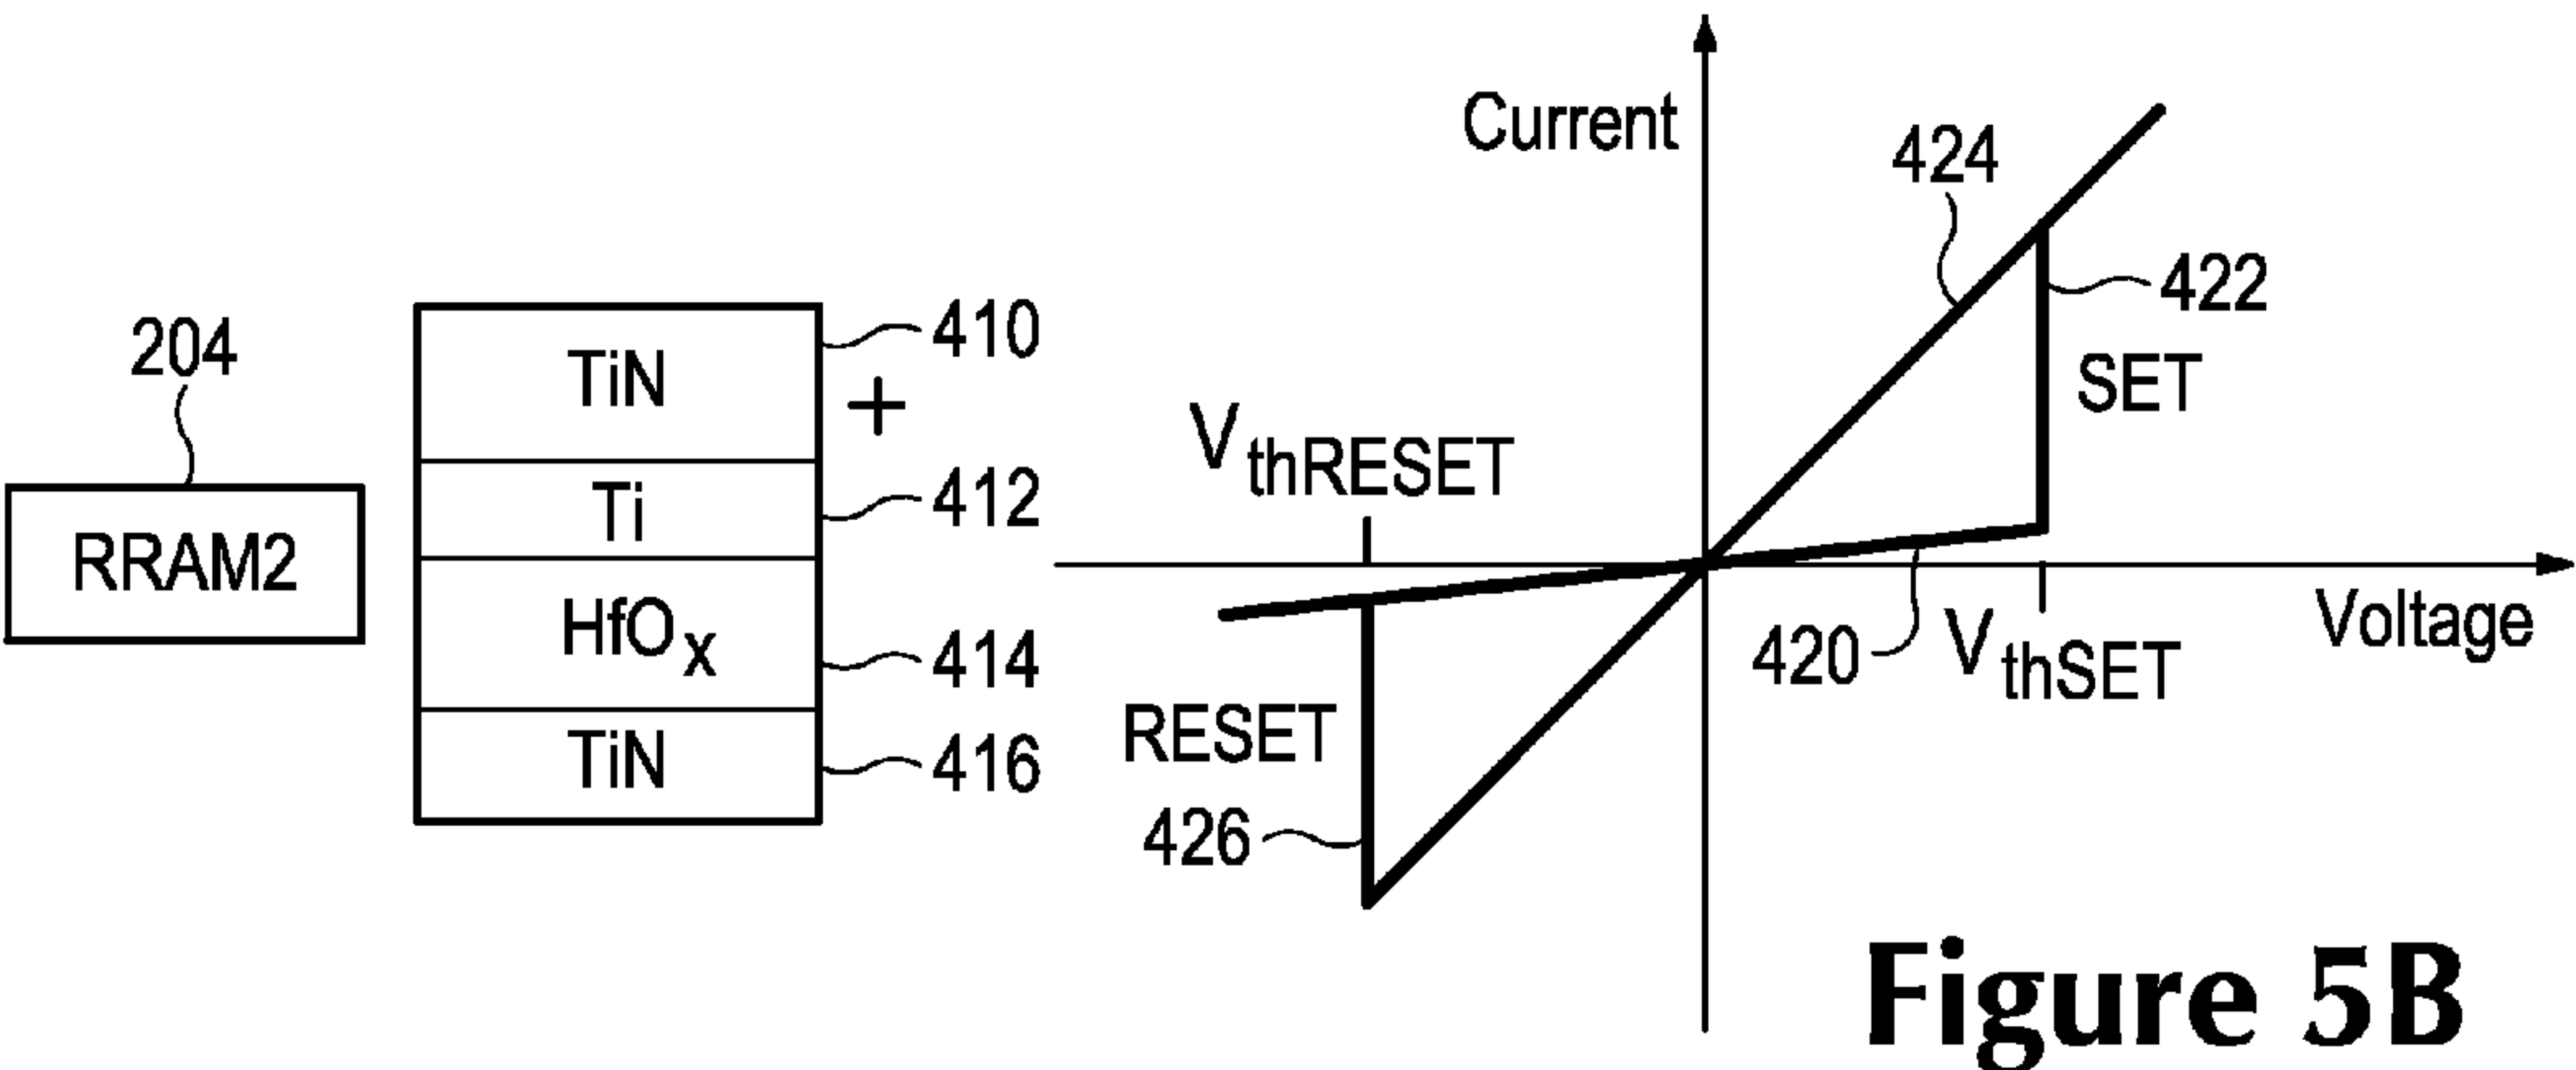 204
RRAM2
TiN
410
+
Ti
412
HfOx
414
TiN
416
Current
424
422
SET
VthRESET
420
VthSET
Voltage
RESET
426
Figure 5B